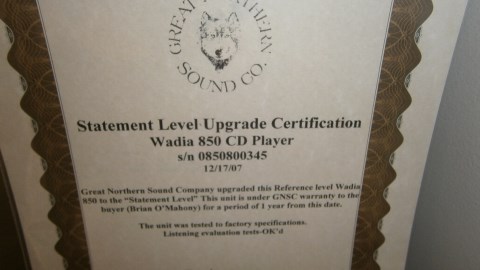 GREAT NORTHERN
SOUND CO.
Statement Level Upgrade Certification
Wadia 850 CD Player
s/n 0850800345
12/17/07
Great Northern Sound Company upgraded this Reference level Wadia
850 to the "Statement Level" This unit is under GNSC warranty to the
buyer (Brian O'Mahony) for a period of 1 year from this date.
The unit was tested to factory specifications.
Listening evaluation tests-OK'd